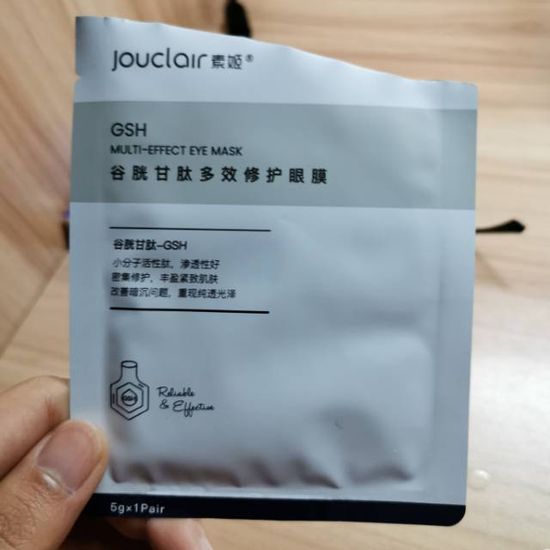 Jouclair 素姬®
GSH
MULTI-EFFECT EYE MASK
谷胱甘肽多效修护眼膜
谷胱甘肽-GSH
小分子活性肽，渗透性好
密集修护，丰盈紧致肌肤
改善暗沉问题，重现纯透光泽
GSH
Reliable
& Effective
5g×1Pair